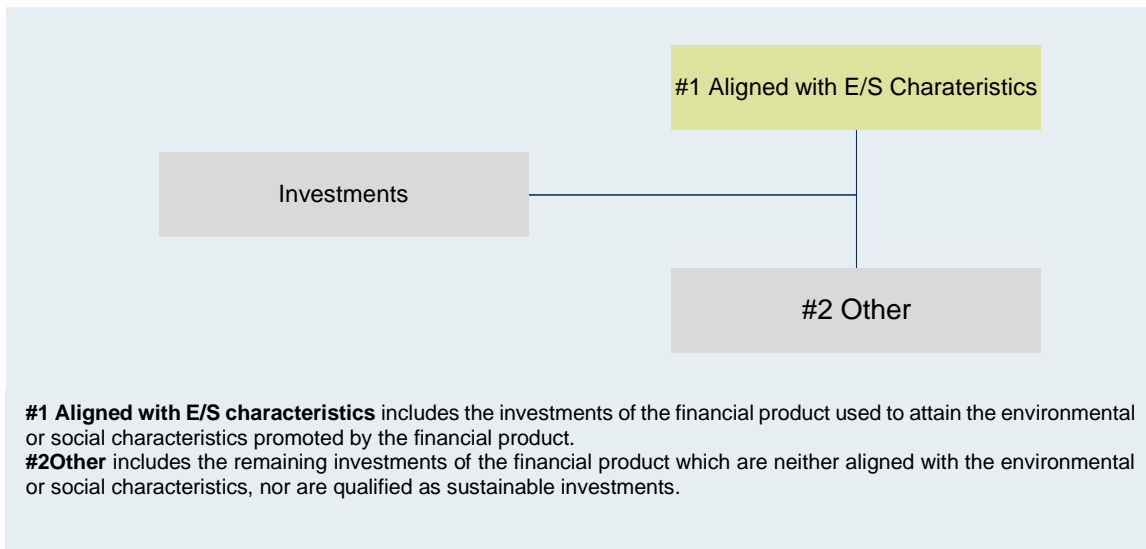 #1 Aligned with E/S Charateristics
Investments
#2 Other
#1 Aligned with E/S characteristics includes the investments of the financial product used to attain the environmental
or social characteristics promoted by the financial product.
#2Other includes the remaining investments of the financial product which are neither aligned with the environmental
or social characteristics, nor are qualified as sustainable investments.